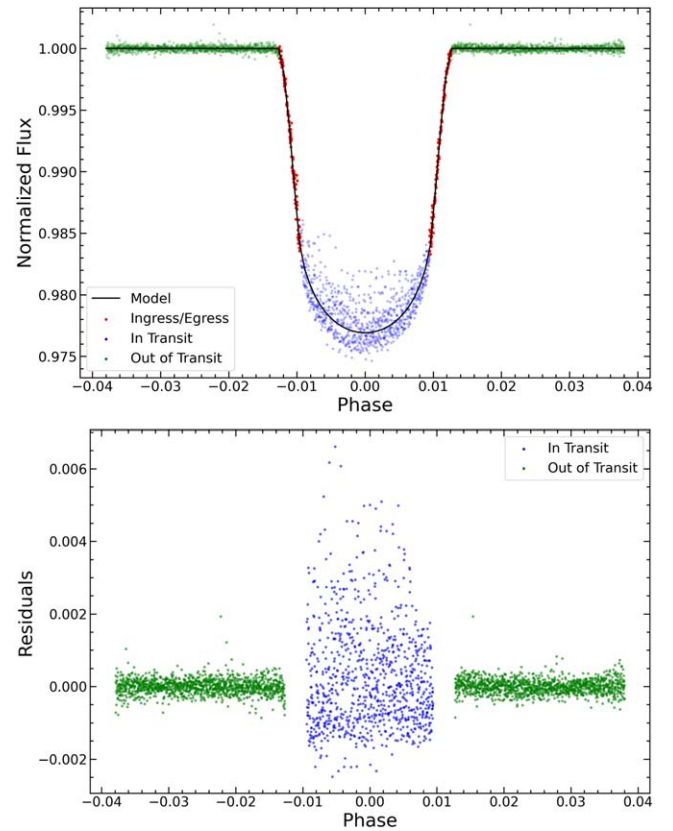 1.000
0.995
0.990
0.985
0.980
0.975
Normalized Flux
Model
Ingress/Egress
In Transit
Out of Transit
−0.04 −0.03 −0.02 −0.01 0.00 0.01 0.02 0.03 0.04
Phase
0.006
0.004
0.002
0.000
−0.002
Residuals
In Transit
Out of Transit
−0.04 −0.03 −0.02 −0.01 0.00 0.01 0.02 0.03 0.04
Phase